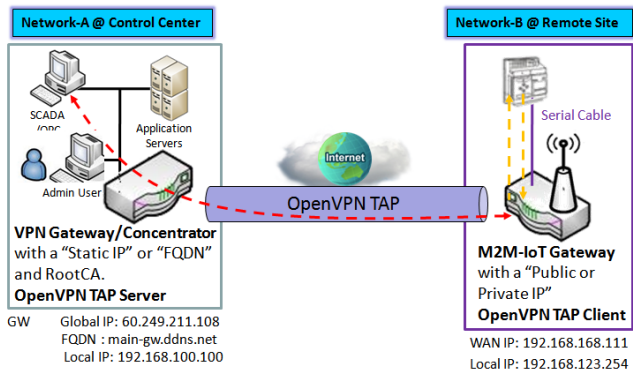 Network-A @ Control Center
Network-B @ Remote Site
SCADA
/OPC
Application
Servers
Admin User
Internet
Serial Cable
OpenVPN TAP
VPN Gateway/Concentrator
with a “Static IP” or “FQDN”
and RootCA.
OpenVPN TAP Server
M2M-IoT Gateway
with a “Public or
Private IP”
OpenVPN TAP Client
GW Global IP: 60.249.211.108
FQDN : main-gw.ddns.net
Local IP: 192.168.100.100
WAN IP: 192.168.168.111
Local IP: 192.168.123.254